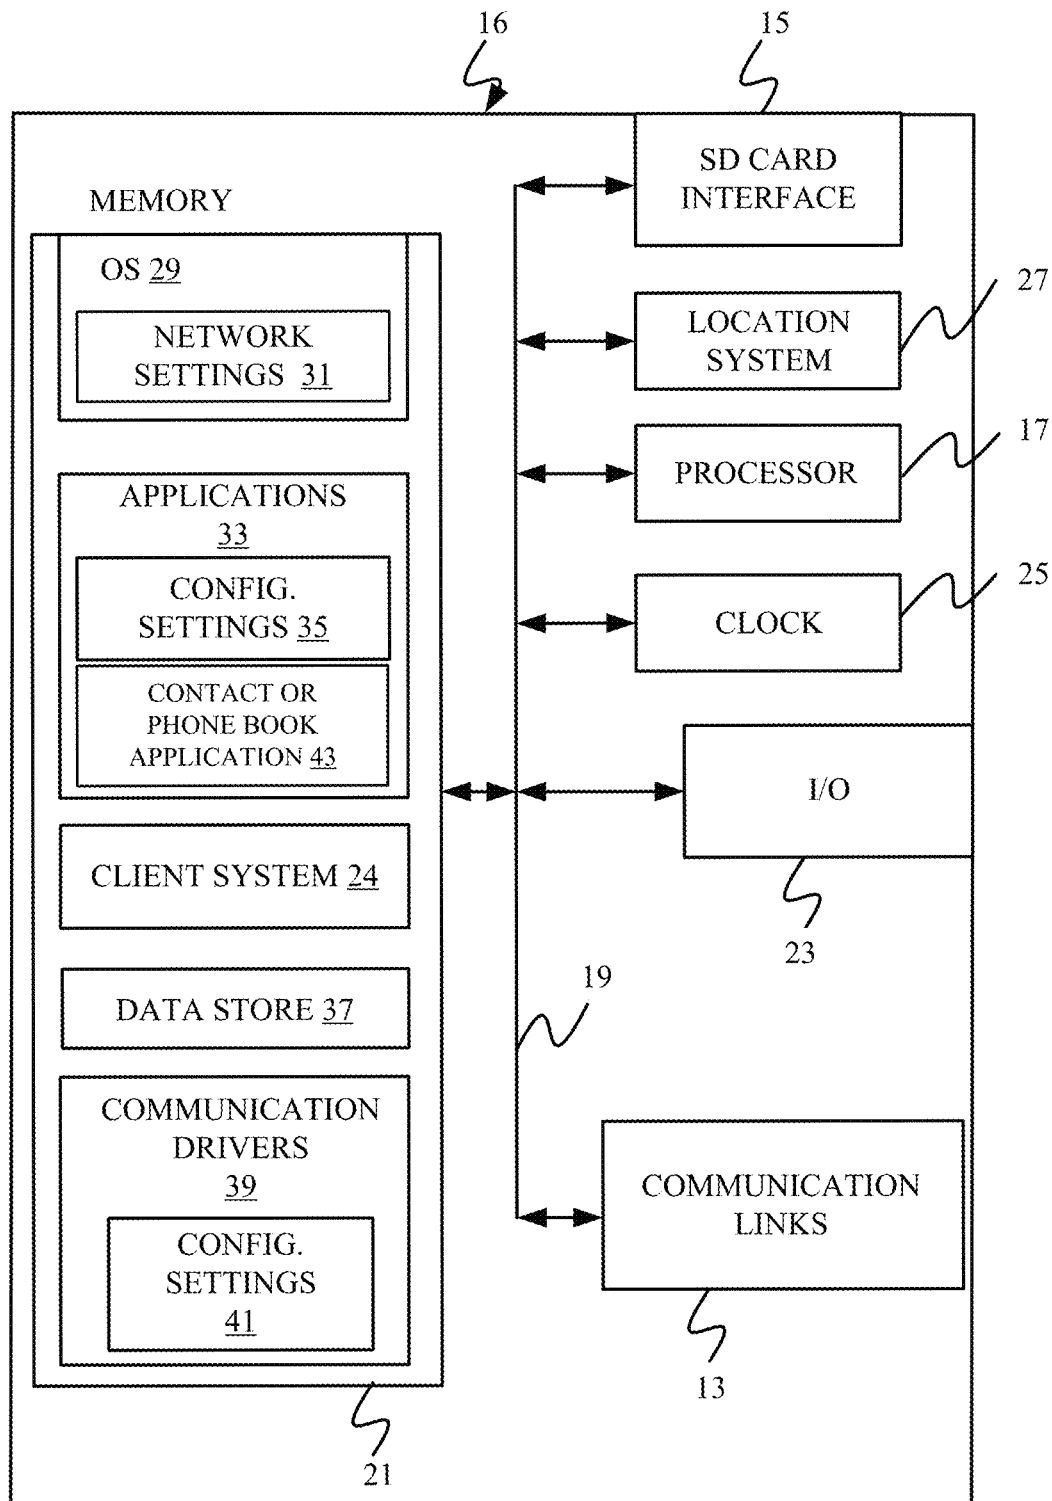 16
15
SD CARD
INTERFACE
MEMORY
OS 29
NETWORK
SETTINGS 31
27
LOCATION
SYSTEM
17
PROCESSOR
APPLICATIONS
33
CONFIG.
SETTINGS 35
25
CLOCK
CONTACT OR
PHONE BOOK
APPLICATION 43
I/O
CLIENT SYSTEM 24
23
19
DATA STORE 37
COMMUNICATION
DRIVERS
39
CONFIG.
SETTINGS
41
COMMUNICATION
LINKS
13
21